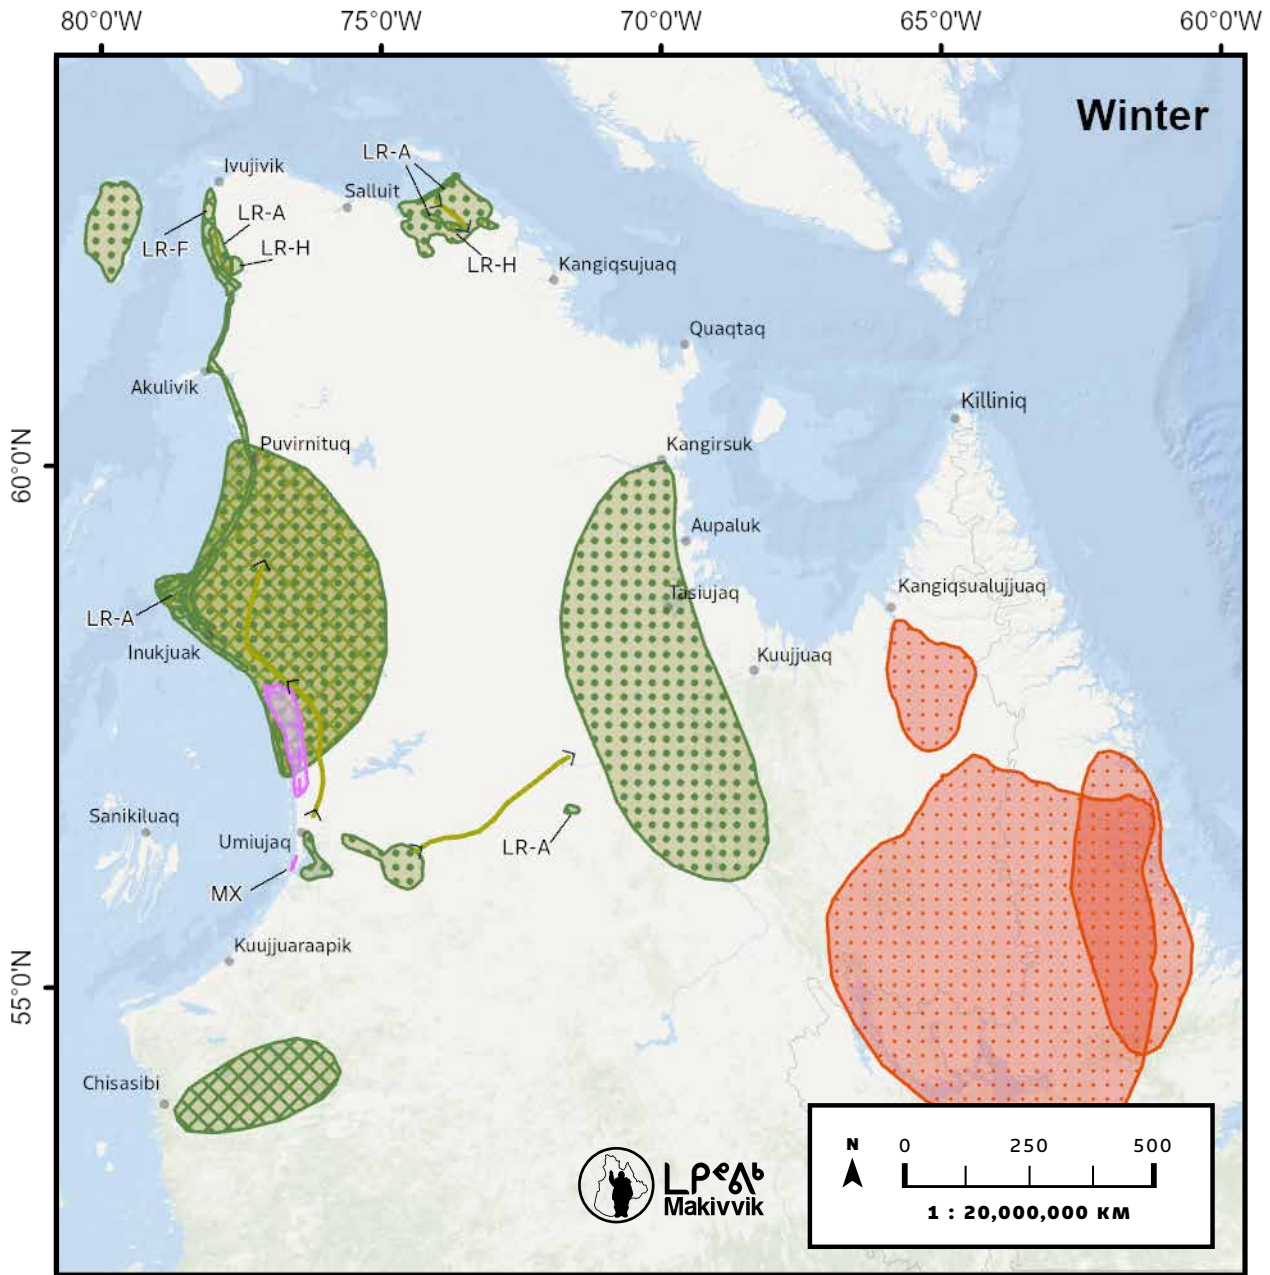 80°0'0"W 75°0'W 70°0'W 65°0'W 60°0'W
Winter
LR-A
Ivujivik
Salluit
LR-A
LR-F
LR-H
LR-H
Kangiqsujuaq
Quaqtaq
Akulivik
Killiniq
60°0'N
Puvirnituq
Kangirsuk
Aupaluk
Kangiqsualujjuaq
Tasiujaq
LR-A
Inukjuak
Kuujjuaq
Sanikiluaq
Umiujaq
LR-A
MX
Kuujjuaraapik
55°0'N
Chisasibi
ᒪᑭᕝᕕᒃ
Makivvik
N 0 250 500
1 : 20,000,000 KM